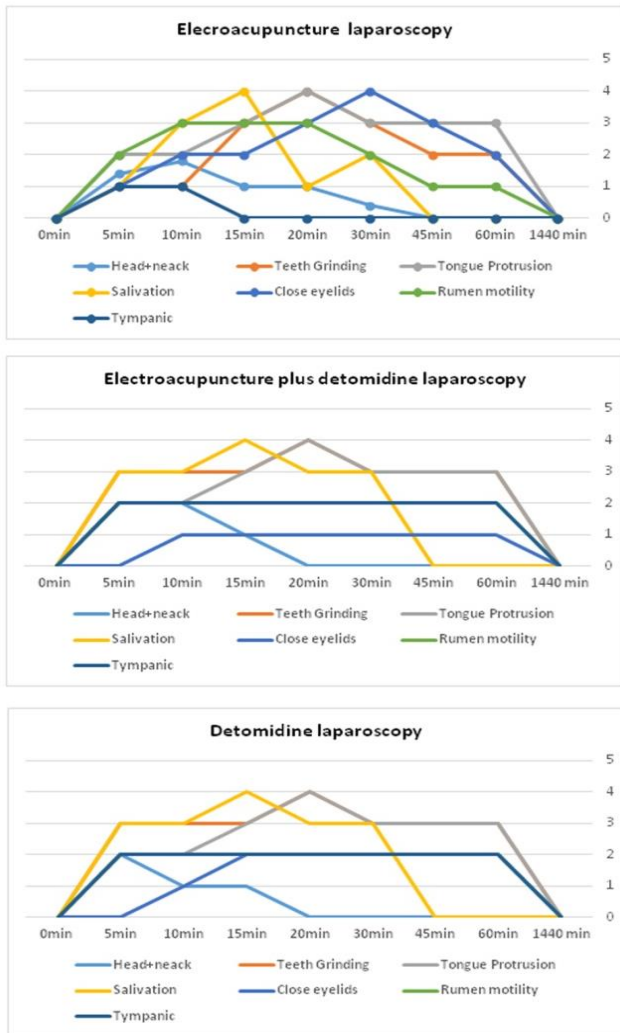 Elecroacupuncture laparoscopy
5
4
3
2
1
0
0min 5min 10min 15min 20min 30min 45min 60min 1440 min
Head+neack Teeth Grinding Tongue Protrusion
Salivation Close eyelids Rumen motility
Tympanic
Electroacupuncture plus detomidine laparoscopy
5
4
3
2
1
0
0min 5min 10min 15min 20min 30min 45min 60min 1440 min
Head+neack Teeth Grinding Tongue Protrusion
Salivation Close eyelids Rumen motility
Tympanic
Detomidine laparoscopy
5
4
3
2
1
0
0min 5min 10min 15min 20min 30min 45min 60min 1440 min
Head+neack Teeth Grinding Tongue Protrusion
Salivation Close eyelids Rumen motility
Tympanic